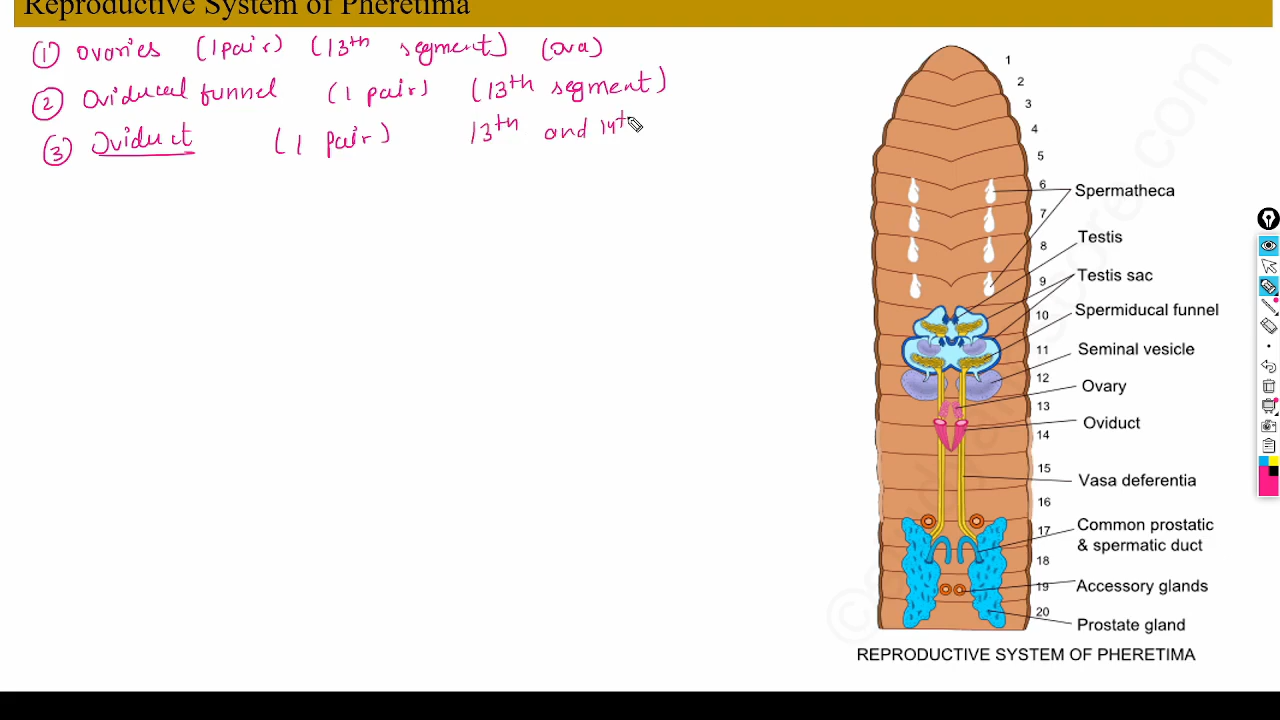 Reproductive System of Pheretima
① ovaries (1 pair) (13th segment) (ova)
② Oviducal funnel (1 pair) (13th segment)
③ Oviduct (1 pair) 13th and 14th
1
2
3
4
5
6
7
8
9
10
11
12
13
14
15
16
17
18
19
20
Spermatheca
Testis
Testis sac
Spermiducal funnel
Seminal vesicle
Ovary
Oviduct
Vasa deferentia
Common prostatic
& spermatic duct
Accessory glands
Prostate gland
REPRODUCTIVE SYSTEM OF PHERETIMA